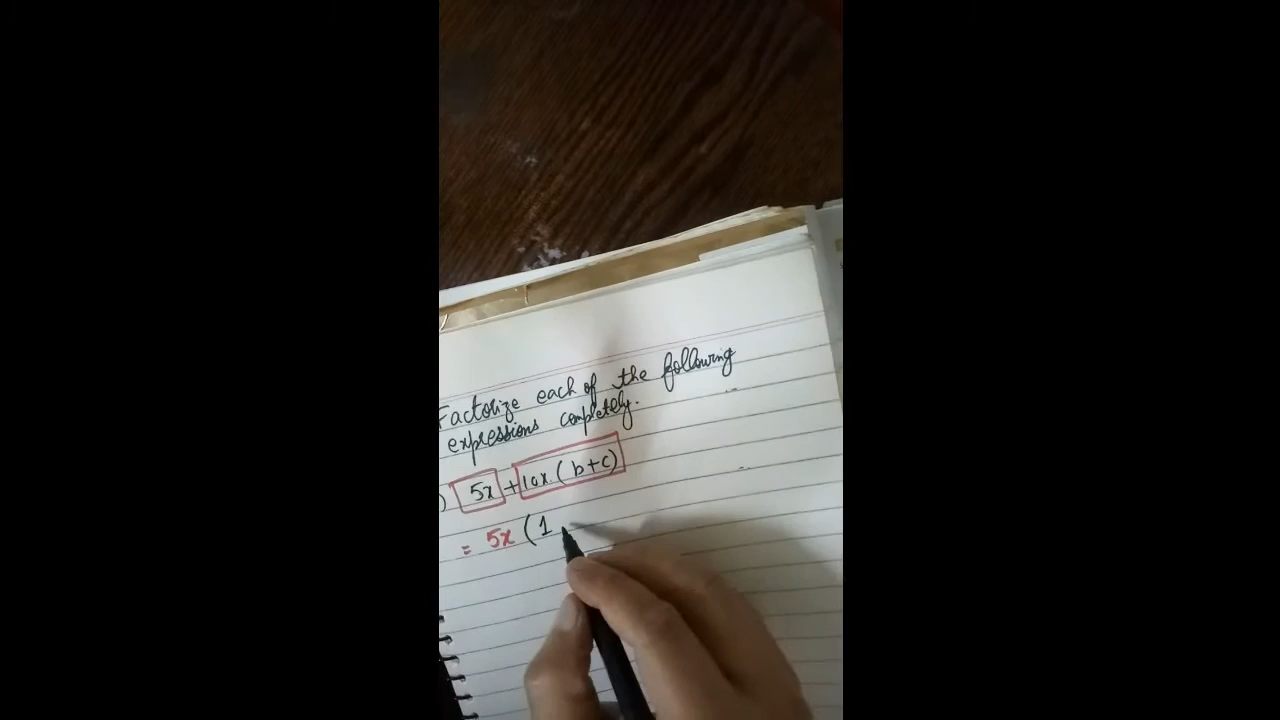 Factorize each of the following
expressions completely.
) 5x + 10x (b+c)
= 5x (1